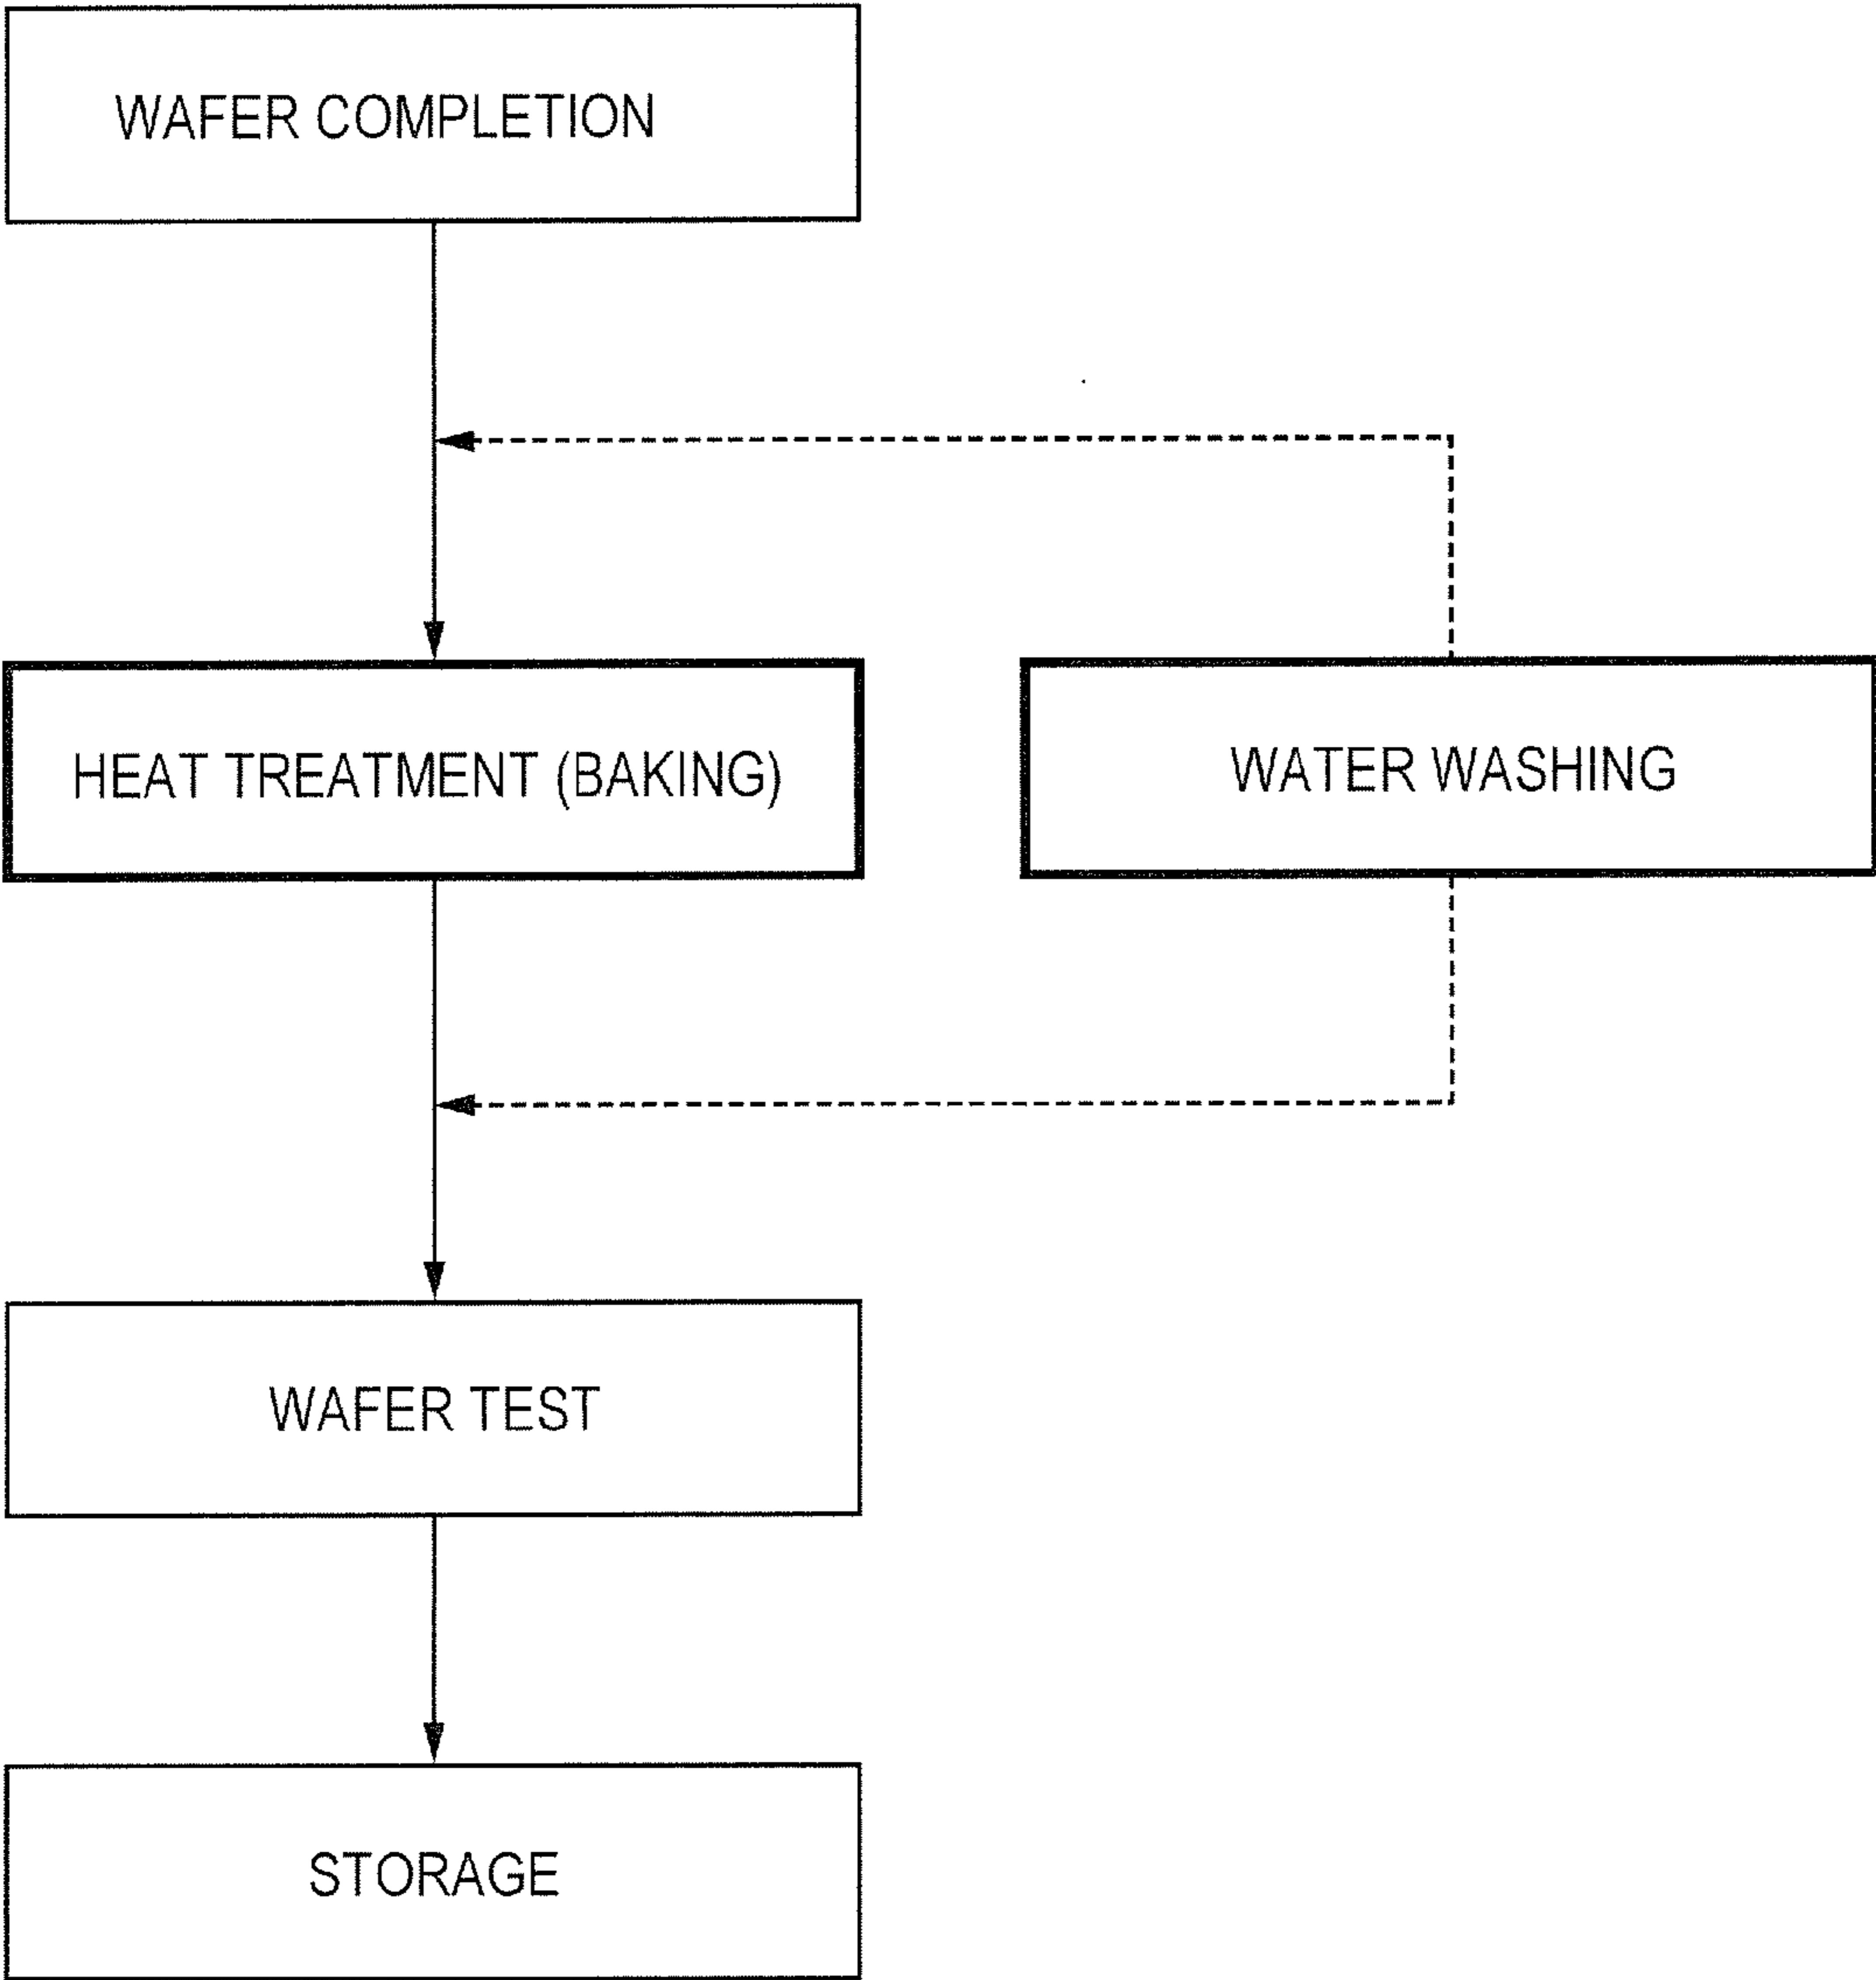 WAFER COMPLETION
HEAT TREATMENT (BAKING)
WATER WASHING
WAFER TEST
STORAGE